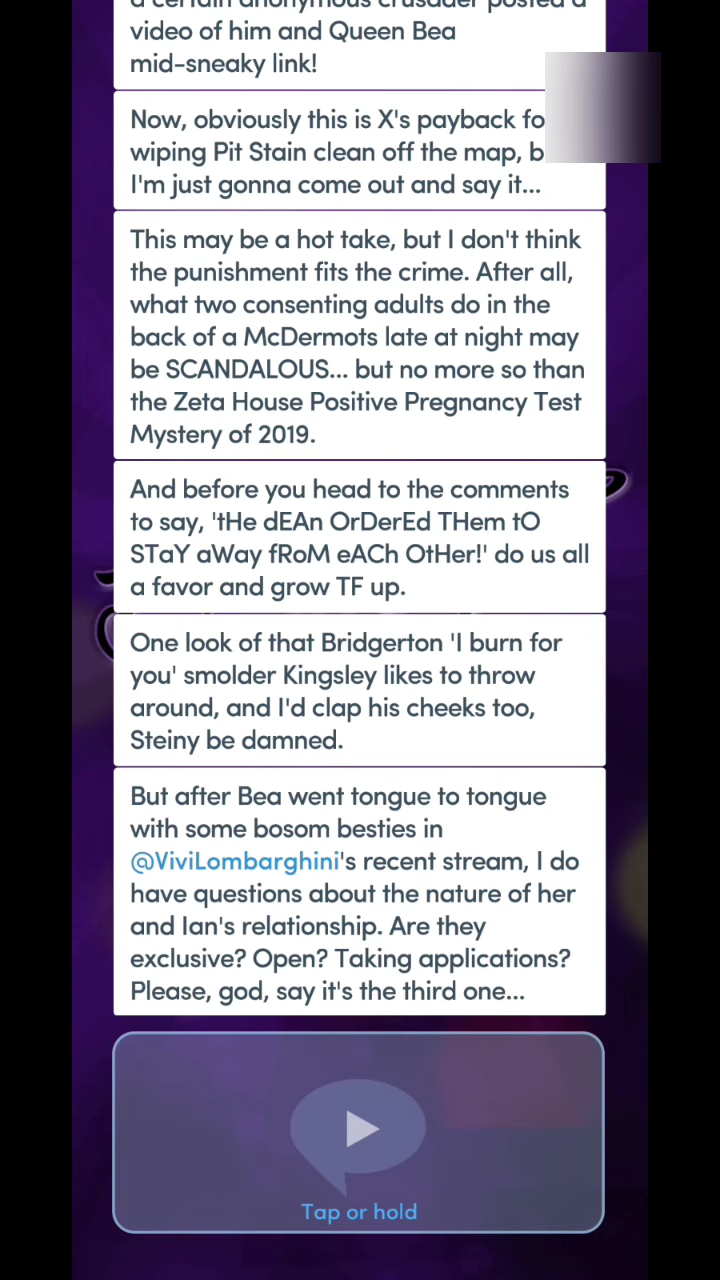 a certain anonymous crusader posted a
video of him and Queen Bea
mid-sneaky link!
Now, obviously this is X's payback fo
wiping Pit Stain clean off the map, b
I'm just gonna come out and say it...
This may be a hot take, but I don't think
the punishment fits the crime. After all,
what two consenting adults do in the
back of a McDermots late at night may
be SCANDALOUS... but no more so than
the Zeta House Positive Pregnancy Test
Mystery of 2019.
And before you head to the comments
to say, 'tHe dEAn OrDerEd THem tO
STaY aWay fRoM eACh OtHer!' do us all
a favor and grow TF up.
One look of that Bridgerton 'I burn for
you' smolder Kingsley likes to throw
around, and I'd clap his cheeks too,
Steiny be damned.
But after Bea went tongue to tongue
with some bosom besties in
@ViviLombarghini's recent stream, I do
have questions about the nature of her
and Ian's relationship. Are they
exclusive? Open? Taking applications?
Please, god, say it's the third one...
Tap or hold